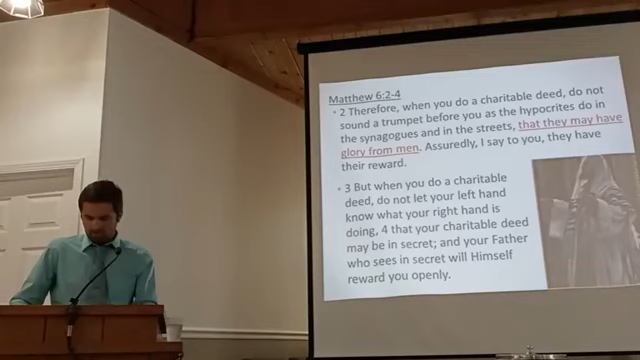 Matthew 6:2-4
• 2 Therefore, when you do a charitable deed, do not
sound a trumpet before you as the hypocrites do in
the synagogues and in the streets, that they may have
glory from men. Assuredly, I say to you, they have
their reward.
• 3 But when you do a charitable
deed, do not let your left hand
know what your right hand is
doing, 4 that your charitable deed
may be in secret; and your Father
who sees in secret will Himself
reward you openly.